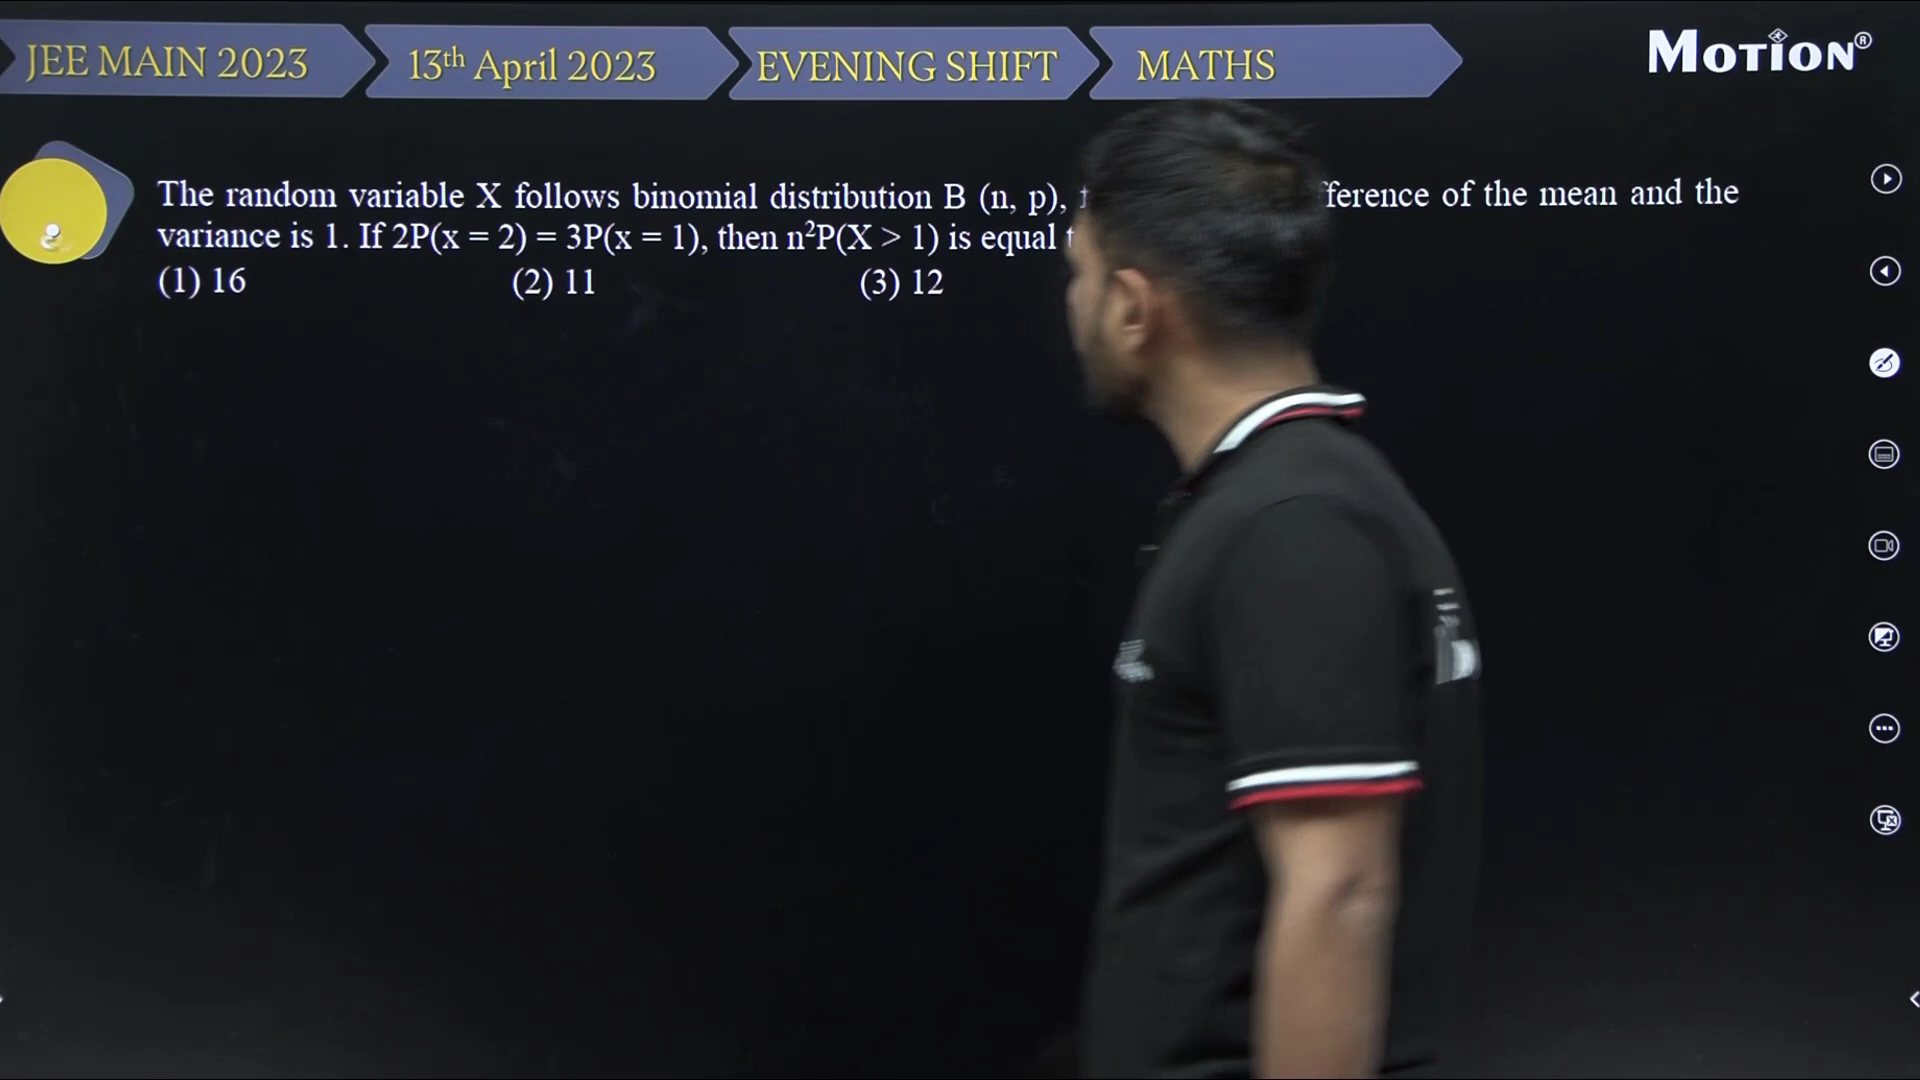 JEE MAIN 2023 13th April 2023 EVENING SHIFT MATHS MOTION®
The random variable X follows binomial distribution B (n, p), ference of the mean and the
variance is 1. If 2P(x = 2) = 3P(x = 1), then n²P(X > 1) is equal
(1) 16 (2) 11 (3) 12